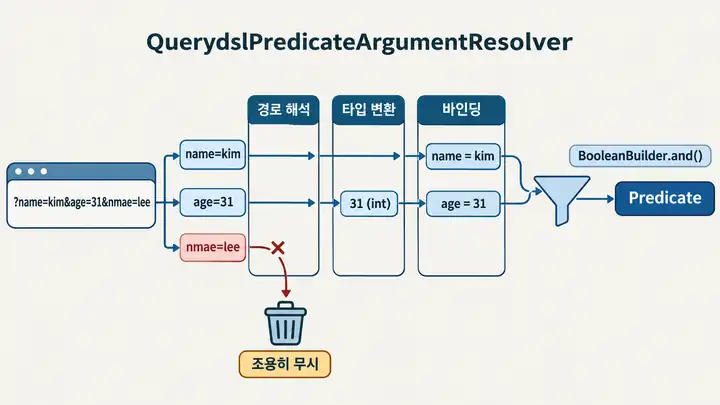 QuerydslPredicateArgumentResolver
경로 해석
타입 변환
바인딩
?name=kim&age=31&nmae=lee
name=kim
age=31
nmae=lee
31 (int)
name = kim
age = 31
BooleanBuilder.and()
Predicate
조용히 무시